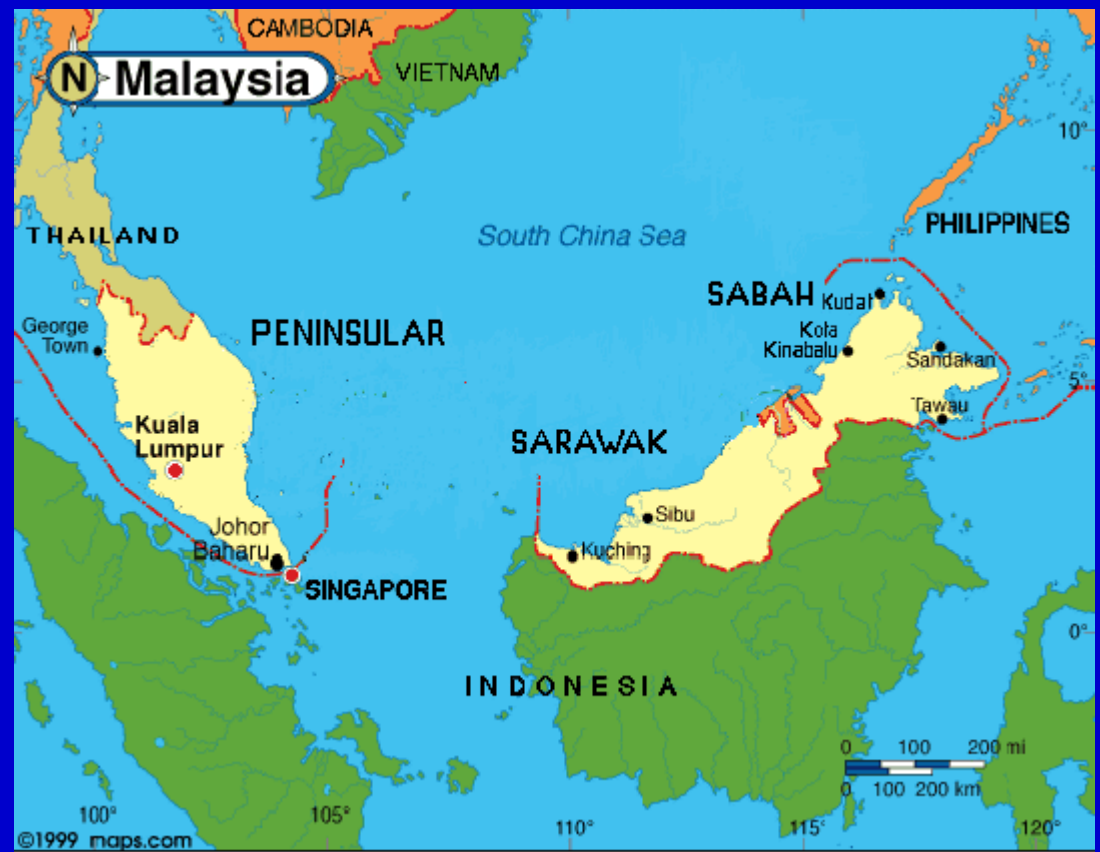 CAMBODIA
N Malaysia
VIETNAM
10°
THAILAND
South China Sea
PHILIPPINES
SABAH
Kudat
George
Town
PENINSULAR
Kota
Kinabalu
Sandakan
5°
Tawau
Kuala
Lumpur
SARAWAK
Sibu
Johor
Baharu
Kuching
SINGAPORE
0°
INDONESIA
0 100 200 mi
0 100 200 km
100° 105° 110° 115° 120°
©1999 maps.com